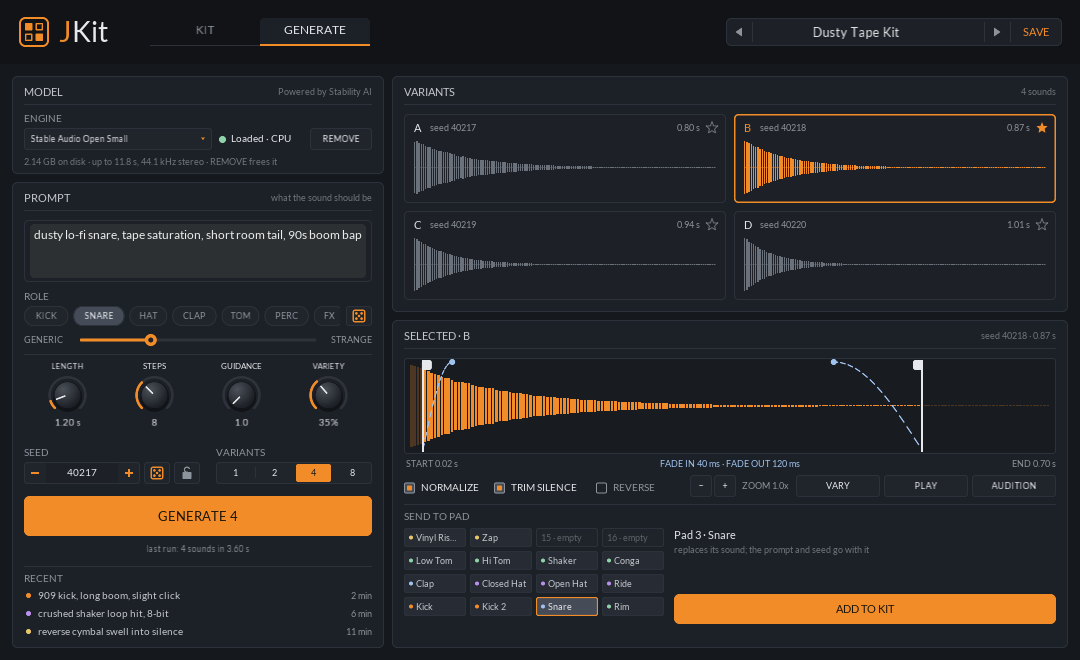 JKit
KIT
GENERATE
Dusty Tape Kit
SAVE
MODEL
Powered by Stability AI
ENGINE
Stable Audio Open Small
Loaded · CPU
REMOVE
2.14 GB on disk · up to 11.8 s, 44.1 kHz stereo · REMOVE frees it
PROMPT
what the sound should be
dusty lo-fi snare, tape saturation, short room tail, 90s boom bap
ROLE
KICK
SNARE
HAT
CLAP
TOM
PERC
FX
GENERIC
STRANGE
LENGTH
STEPS
GUIDANCE
VARIETY
1.20 s
8
1.0
35%
SEED
VARIANTS
−
40217
+
1
2
4
8
GENERATE 4
last run: 4 sounds in 3.60 s
RECENT
909 kick, long boom, slight click
2 min
crushed shaker loop hit, 8-bit
6 min
reverse cymbal swell into silence
11 min
VARIANTS
4 sounds
A seed 40217
0.80 s
B seed 40218
0.87 s
C seed 40219
0.94 s
D seed 40220
1.01 s
SELECTED · B
seed 40218 · 0.87 s
START 0.02 s
FADE IN 40 ms · FADE OUT 120 ms
END 0.70 s
NORMALIZE
TRIM SILENCE
REVERSE
−
+
ZOOM 1.0x
VARY
PLAY
AUDITION
SEND TO PAD
Vinyl Ris...
Zap
15 · empty
16 · empty
Low Tom
Hi Tom
Shaker
Conga
Clap
Closed Hat
Open Hat
Ride
Kick
Kick 2
Snare
Rim
Pad 3 · Snare
replaces its sound; the prompt and seed go with it
ADD TO KIT